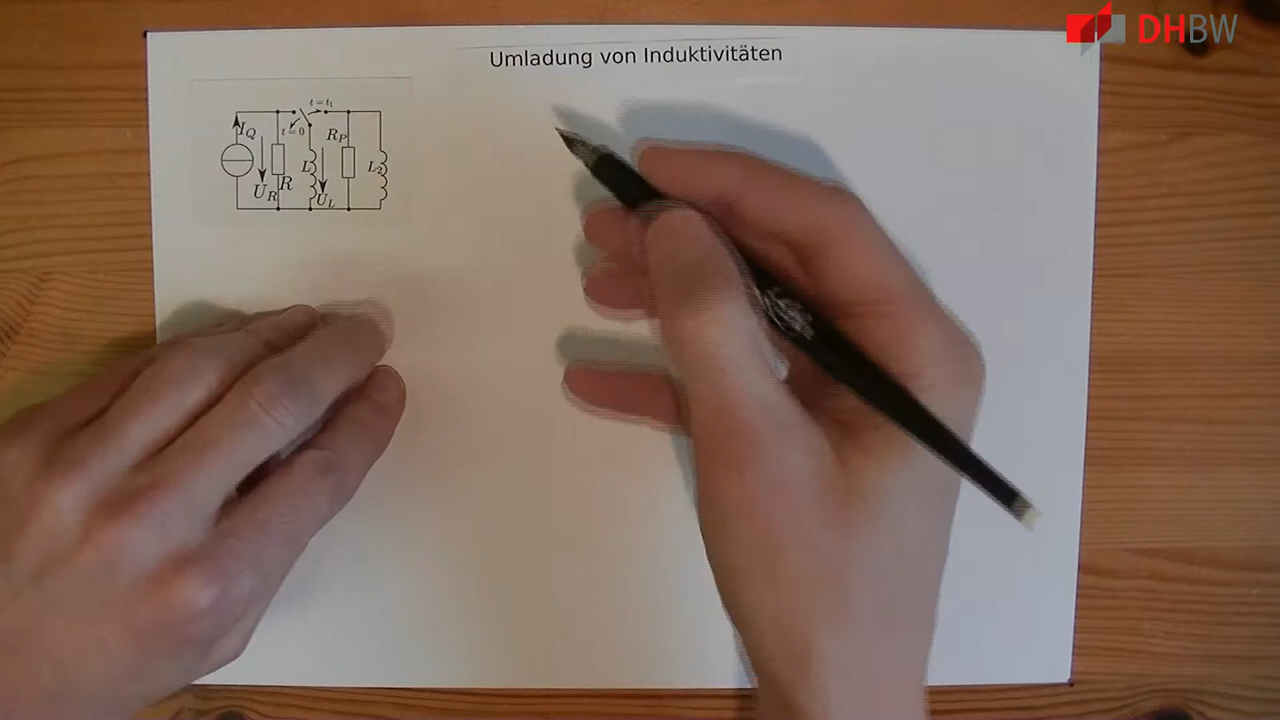 DHBW
Umladung von Induktivitäten
t = t₁
I_Q
t = 0
R_P
L
L₂
U_R
R
U_L